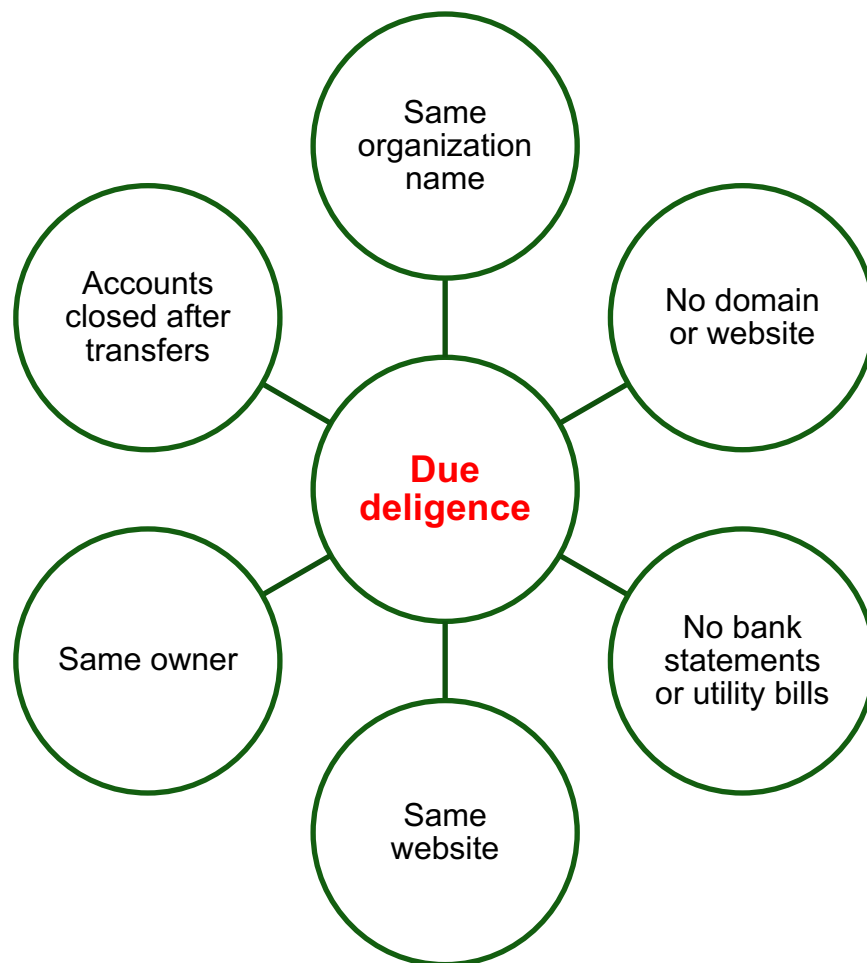 Same
organization
name
Accounts
closed after
transfers
No domain
or website
Due
deligence
Same owner
No bank
statements
or utility bills
Same
website